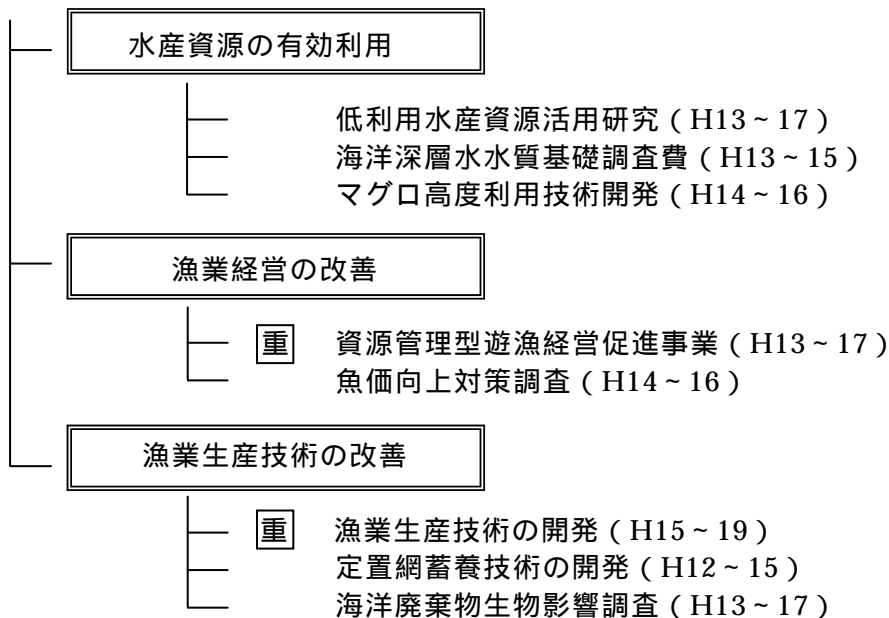 水産資源の有効利用
低利用水産資源活用研究（H13~17）
海洋深層水水質基礎調査費（H13~15）
マグロ高度利用技術開発（H14~16）
漁業経営の改善
重 資源管理型遊漁経営促進事業（H13~17）
魚価向上対策調査（H14~16）
漁業生産技術の改善
重 漁業生産技術の開発（H15~19）
定置網蓄養技術の開発（H12~15）
海洋廃棄物生物影響調査（H13~17）